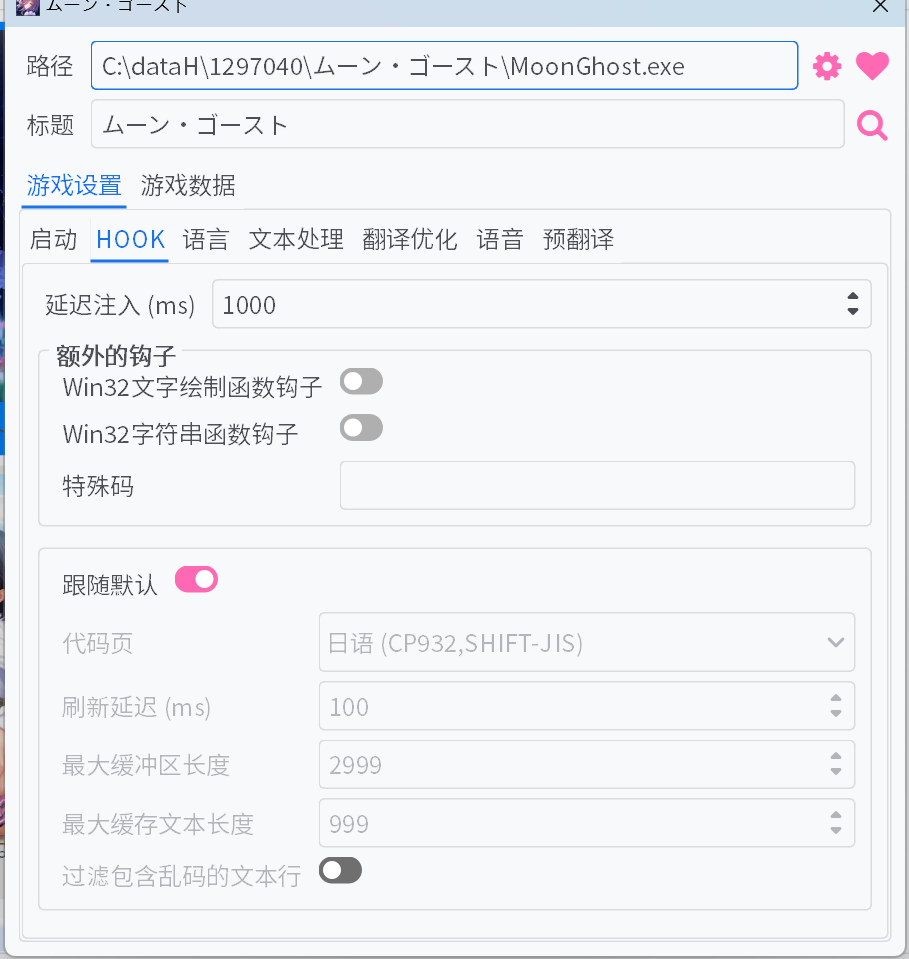 ムーン・ゴースト
路径 C:\dataH\1297040\ムーン・ゴースト\MoonGhost.exe
标题 ムーン・ゴースト
游戏设置 游戏数据
启动 HOOK 语言 文本处理 翻译优化 语音 预翻译
延迟注入 (ms) 1000
额外的钩子
Win32文字绘制函数钩子
Win32字符串函数钩子
特殊码
跟随默认
代码页 日语 (CP932,SHIFT-JIS)
刷新延迟 (ms) 100
最大缓冲区长度 2999
最大缓存文本长度 999
过滤包含乱码的文本行